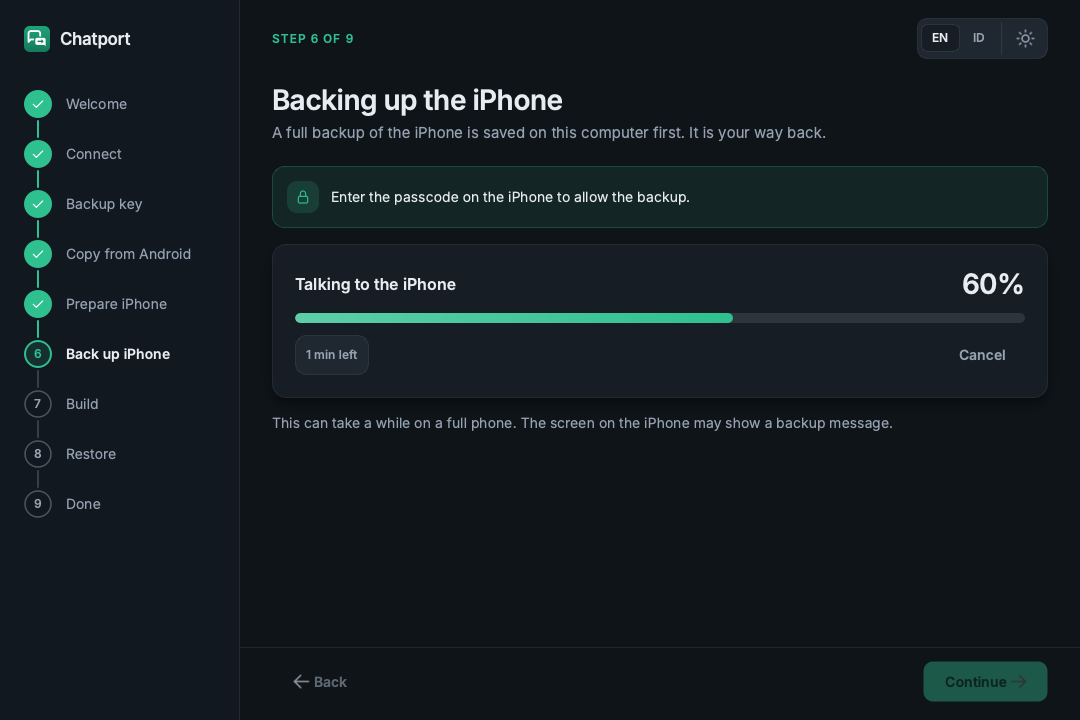 Chatport
Welcome
Connect
Backup key
Copy from Android
Prepare iPhone
6 Back up iPhone
7 Build
8 Restore
9 Done
STEP 6 OF 9
EN ID
Backing up the iPhone
A full backup of the iPhone is saved on this computer first. It is your way back.
Enter the passcode on the iPhone to allow the backup.
Talking to the iPhone 60%
1 min left Cancel
This can take a while on a full phone. The screen on the iPhone may show a backup message.
Back Continue